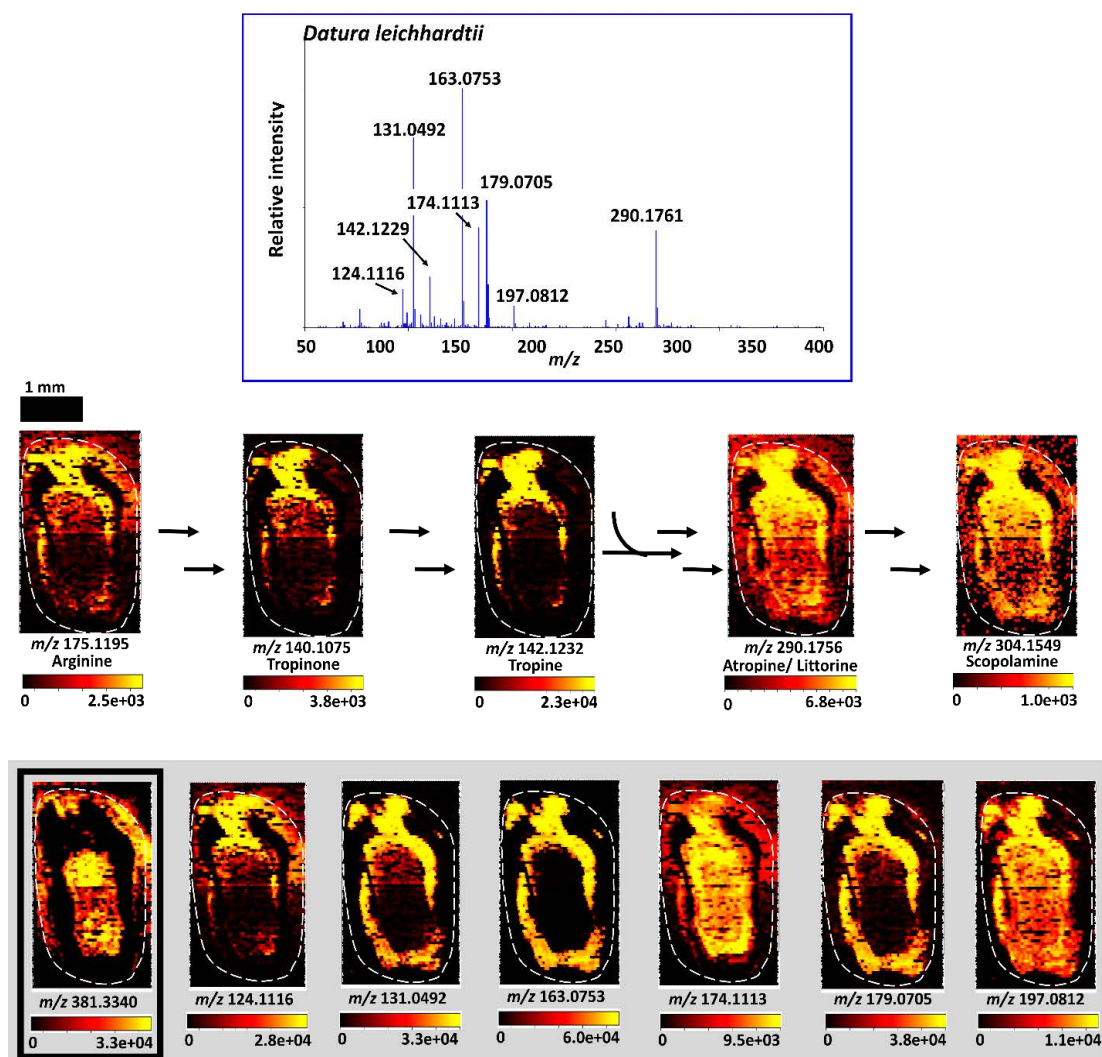 Datura leichhardtii
Relative intensity
163.0753
131.0492
179.0705
174.1113
290.1761
142.1229
124.1116
197.0812
50 100 150 200 250 300 350 400
m/z
1 mm
m/z 175.1195 m/z 140.1075 m/z 142.1232 m/z 290.1756 m/z 304.1549
Arginine Tropinone Tropine Atropine/ Littorine Scopolamine
0 2.5e+03 0 3.8e+03 0 2.3e+04 0 6.8e+03 0 1.0e+03
m/z 381.3340 m/z 124.1116 m/z 131.0492 m/z 163.0753 m/z 174.1113 m/z 179.0705 m/z 197.0812
0 3.3e+04 0 2.8e+04 0 3.5e+04 0 6.0e+04 0 9.5e+03 0 3.8e+04 0 1.1e+04